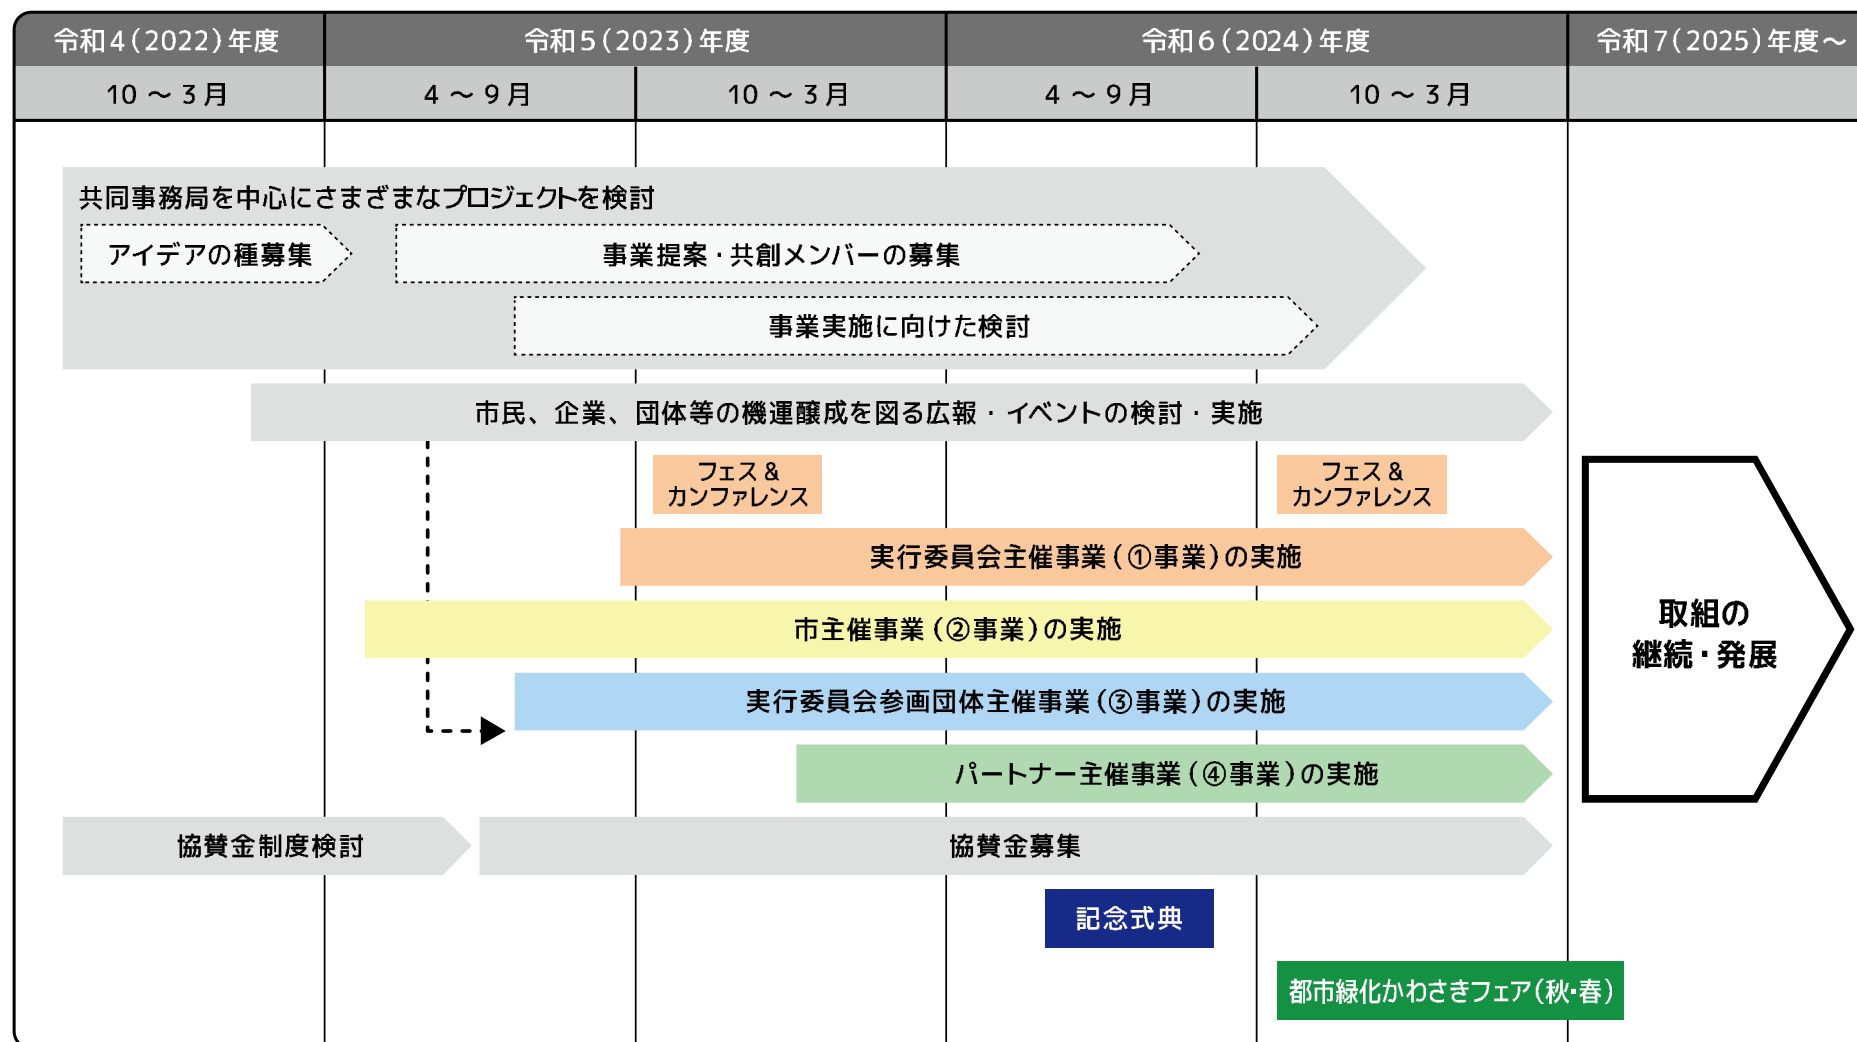 令和4(2022)年度
令和5(2023)年度
令和6(2024)年度
令和7(2025)年度～
10 ～ 3月
4 ～ 9月
10 ～ 3月
4 ～ 9月
10 ～ 3月
共同事務局を中心にさまざまなプロジェクトを検討
アイデアの種募集
事業提案・共創メンバーの募集
事業実施に向けた検討
市民、企業、団体等の機運醸成を図る広報・イベントの検討・実施
フェス＆
カンファレンス
フェス＆
カンファレンス
実行委員会主催事業(①事業)の実施
市主催事業(②事業)の実施
実行委員会参画団体主催事業(③事業)の実施
パートナー主催事業(④事業)の実施
取組の
継続・発展
協賛金制度検討
協賛金募集
記念式典
都市緑化かわさきフェア(秋・春)